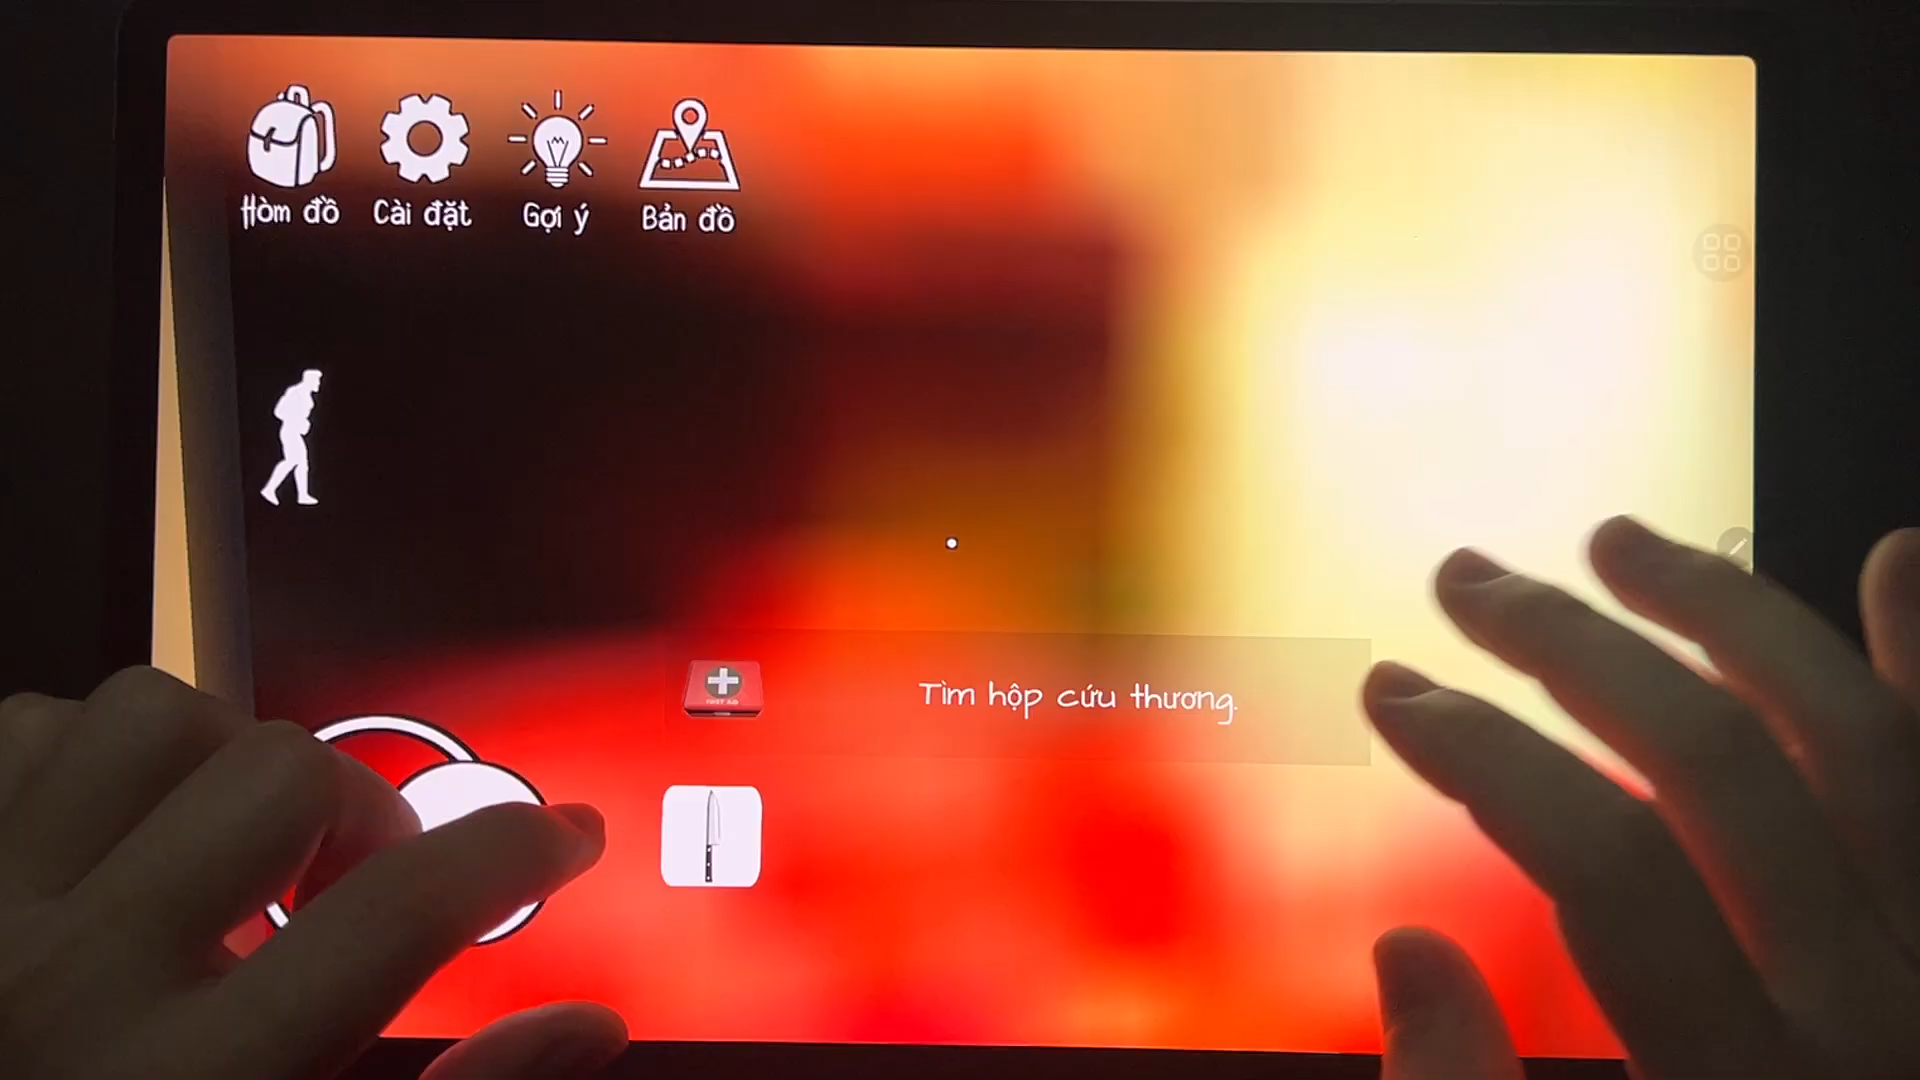 Hòm đồ
Cài đặt
Gợi ý
Bản đồ
Tìm hộp cứu thương.